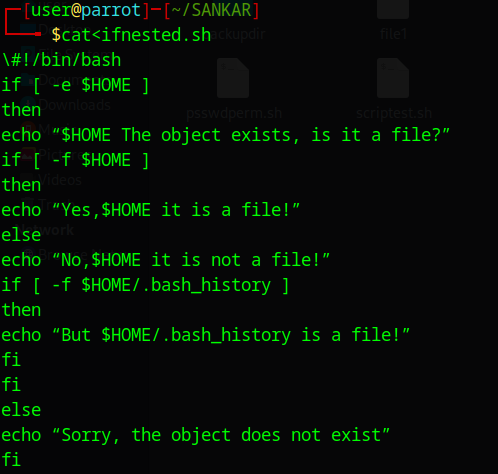 ┌─[user@parrot]─[~/SANKAR]
└──╼ $cat<ifnested.sh
\#!/bin/bash
if [ -e $HOME ]
then
echo “$HOME The object exists, is it a file?”
if [ -f $HOME ]
then
echo “Yes,$HOME it is a file!”
else
echo “No,$HOME it is not a file!”
if [ -f $HOME/.bash_history ]
then
echo “But $HOME/.bash_history is a file!”
fi
fi
else
echo “Sorry, the object does not exist”
fi
file1
psswdperm.sh
scriptest.sh
Downloads
Videos